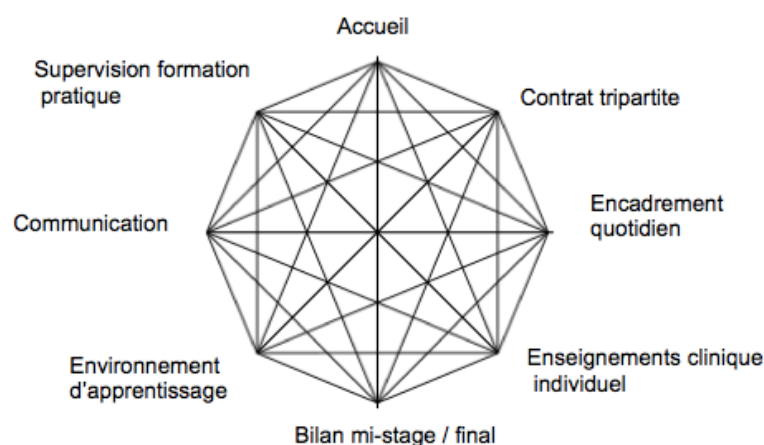 Accueil
Supervision formation
pratique
Contrat tripartite
Communication
Encadrement
quotidien
Environnement
d'apprentissage
Enseignements clinique
individuel
Bilan mi-stage / final